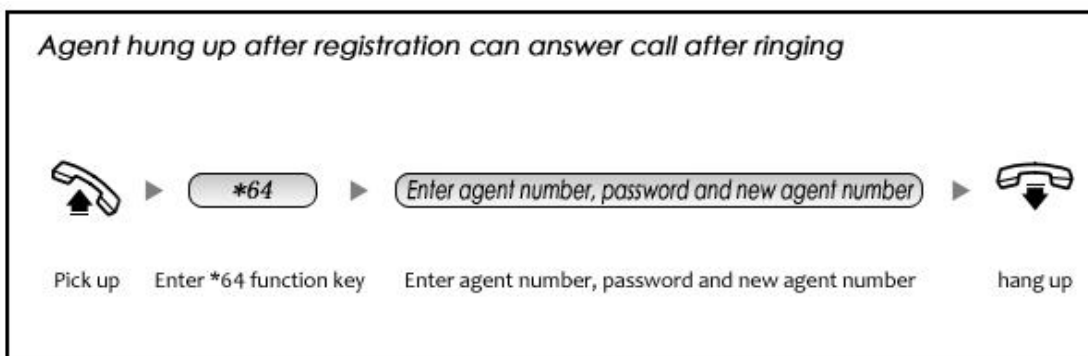 Agent hung up after registration can answer call after ringing
*64
Enter agent number, password and new agent number
Pick up
Enter *64 function key
Enter agent number, password and new agent number
hang up